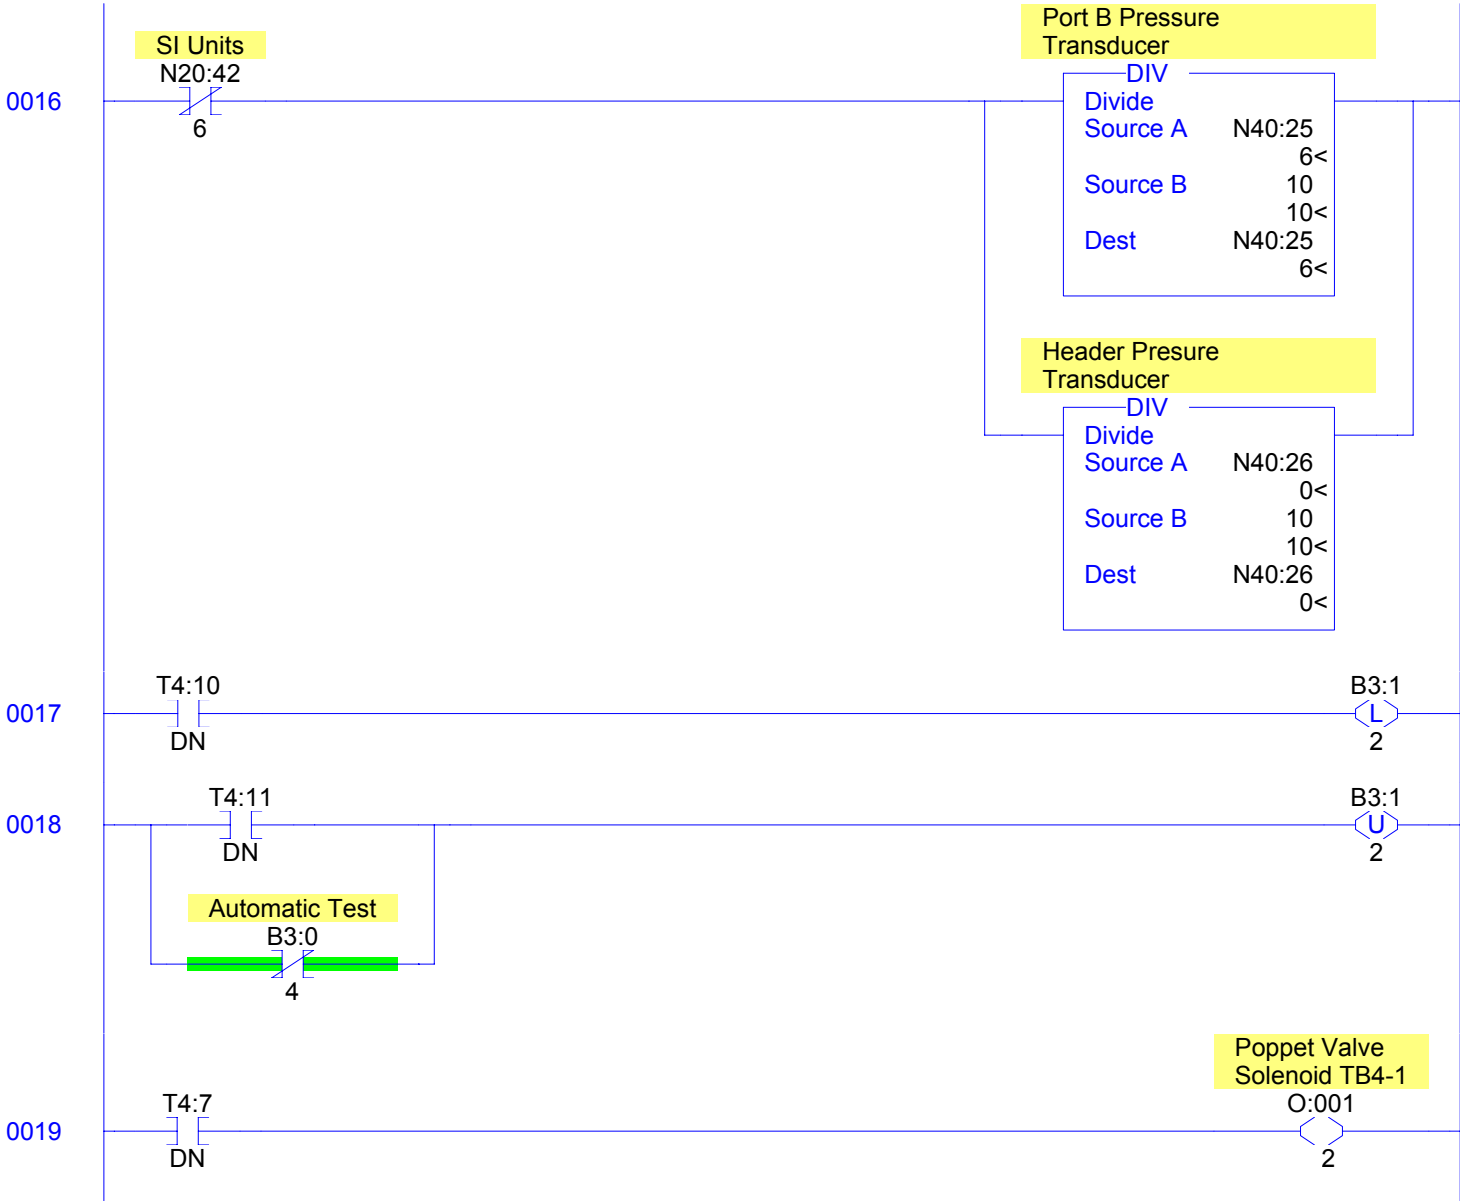 SI Units
N20:42
0016
6
Port B Pressure
Transducer
DIV
Divide
Source A N40:25
6<
Source B 10
10<
Dest N40:25
6<
Header Presure
Transducer
DIV
Divide
Source A N40:26
0<
Source B 10
10<
Dest N40:26
0<
T4:10
0017
DN
B3:1
L
2
T4:11
0018
DN
B3:1
U
2
Automatic Test
B3:0
4
Poppet Valve
Solenoid TB4-1
T4:7
0019
DN
O:001
2